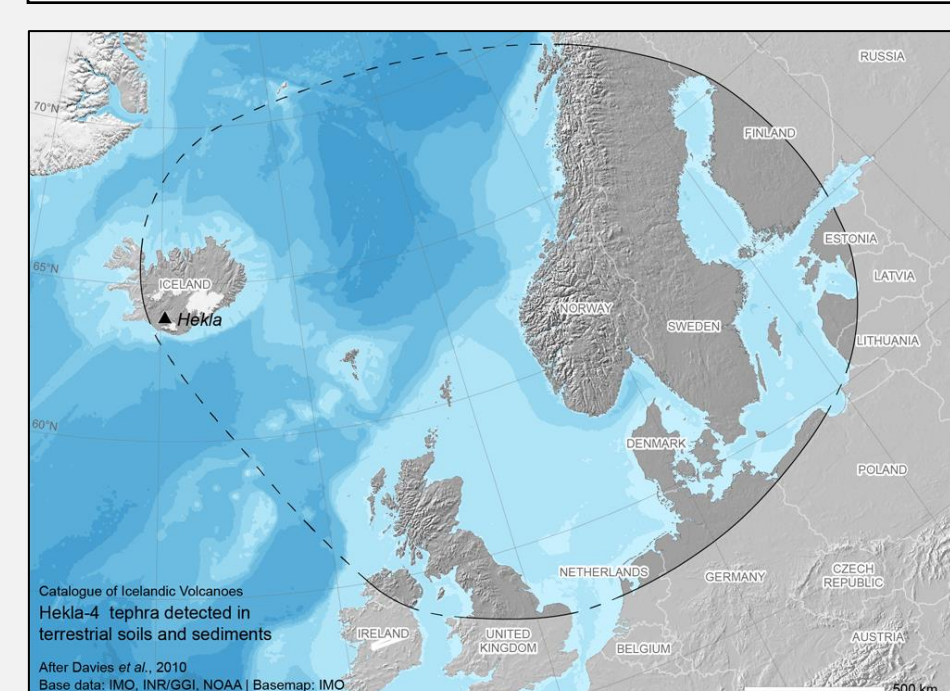 RUSSIA
70°N
FINLAND
ESTONIA
65°N
ICELAND
LATVIA
Hekla
NORWAY
SWEDEN
LITHUANIA
60°N
DENMARK
POLAND
NETHERLANDS
GERMANY
CZECH
REPUBLIC
Catalogue of Icelandic Volcanoes
Hekla-4 tephra detected in
terrestrial soils and sediments
IRELAND
UNITED
KINGDOM
BELGIUM
AUSTRIA
After Davies et al., 2010
Base data: IMO, INR/GGI, NOAA | Basemap: IMO
500 km